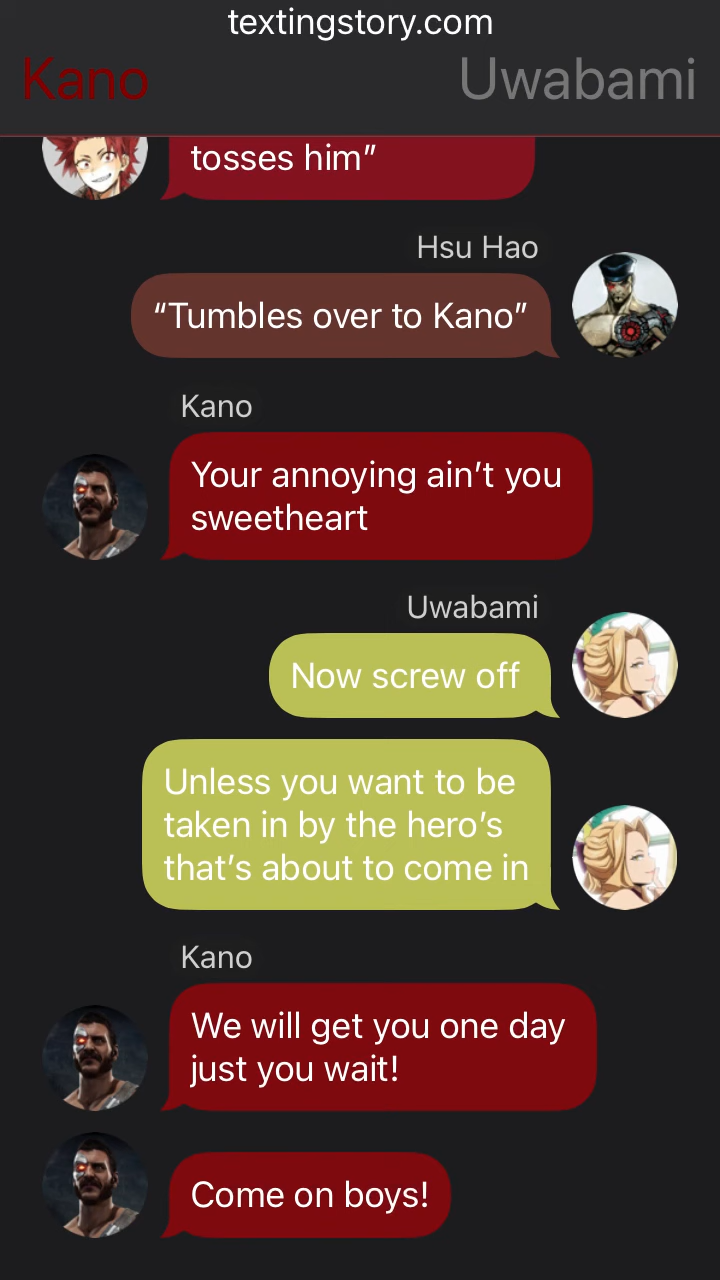 textingstory.com
Kano
Uwabami
tosses him”
Hsu Hao
“Tumbles over to Kano”
Kano
Your annoying ain’t you
sweetheart
Uwabami
Now screw off
Unless you want to be
taken in by the hero’s
that’s about to come in
Kano
We will get you one day
just you wait!
Come on boys!